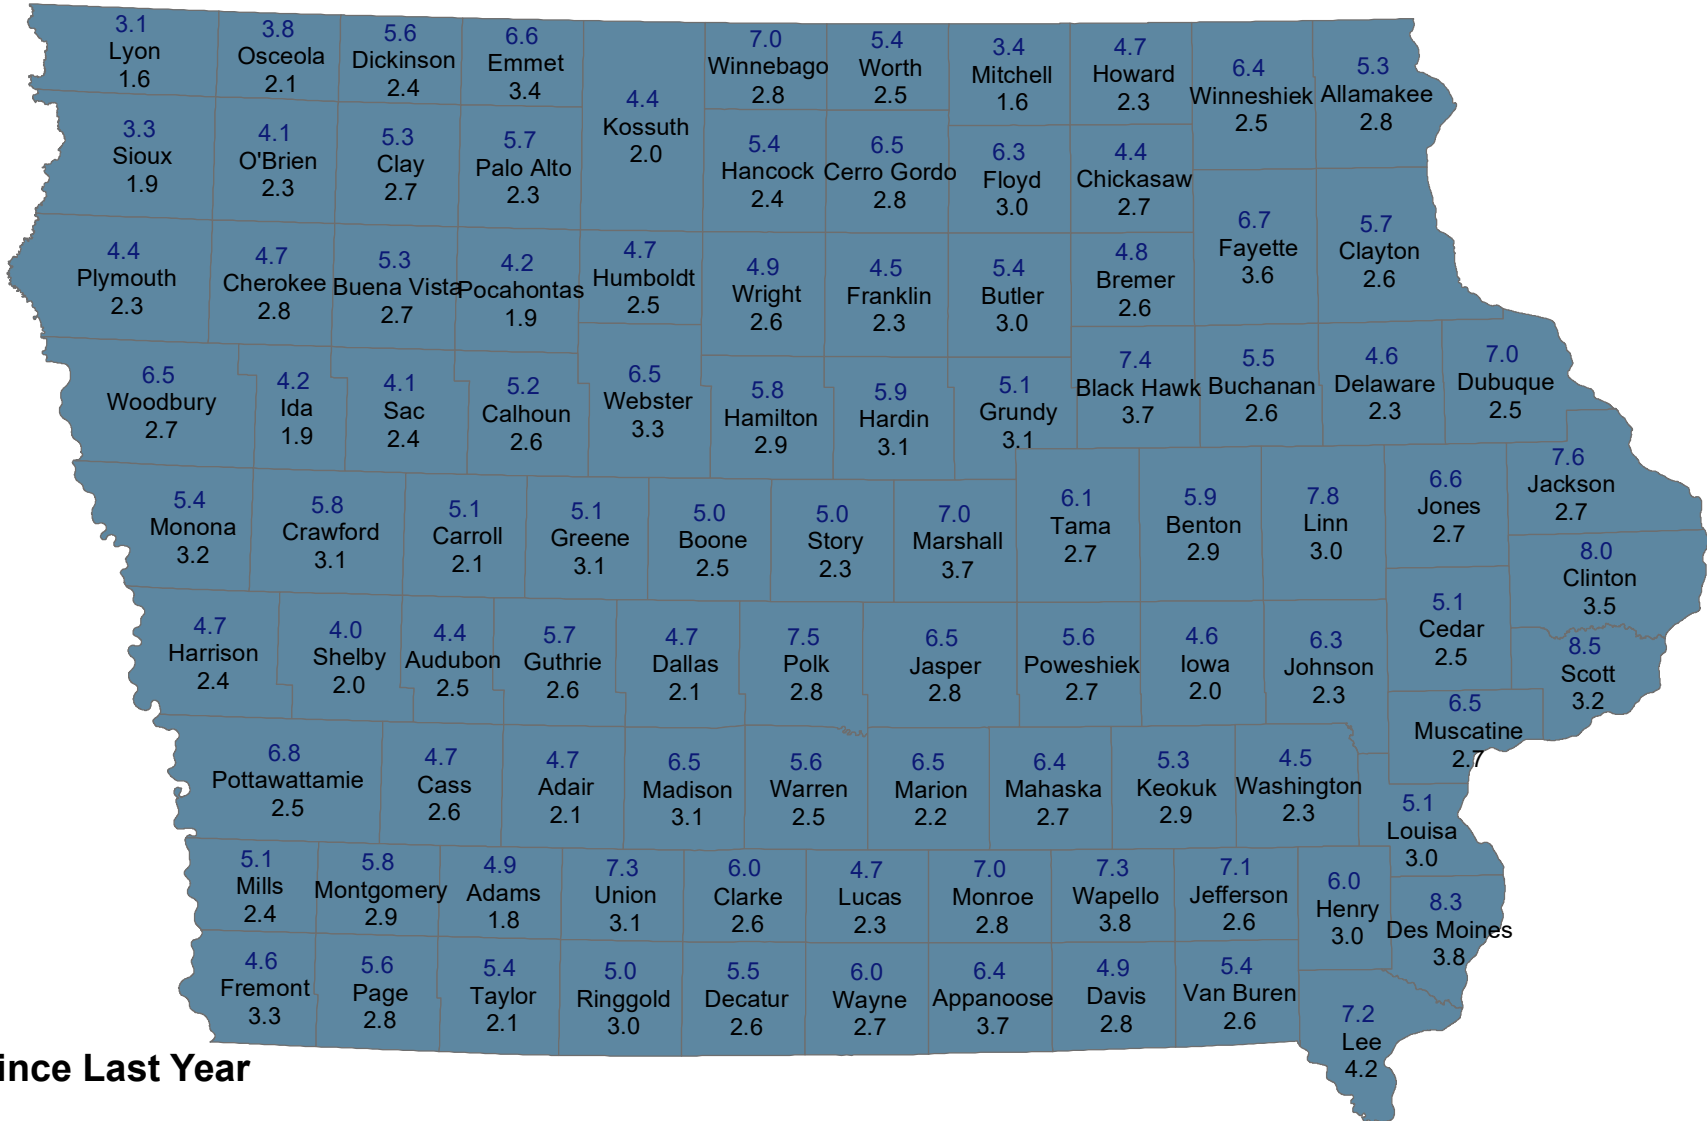 3.1
Lyon
1.6
3.8
Osceola
2.1
5.6
Dickinson
2.4
6.6
Emmet
3.4
4.4
Kossuth
2.0
7.0
Winnebago
2.8
5.4
Worth
2.5
3.4
Mitchell
1.6
4.7
Howard
2.3
6.4
Winneshiek
2.5
5.3
Allamakee
2.8
3.3
Sioux
1.9
4.1
O'Brien
2.3
5.3
Clay
2.7
5.7
Palo Alto
2.3
5.4
Hancock
2.4
6.5
Cerro Gordo
2.8
6.3
Floyd
3.0
4.4
Chickasaw
2.7
6.7
Fayette
3.6
5.7
Clayton
2.6
4.4
Plymouth
2.3
4.7
Cherokee
2.8
5.3
Buena Vista
2.7
4.2
Pocahontas
1.9
4.7
Humboldt
2.5
4.9
Wright
2.6
4.5
Franklin
2.3
5.4
Butler
3.0
4.8
Bremer
2.6
6.5
Woodbury
2.7
4.2
Ida
1.9
4.1
Sac
2.4
5.2
Calhoun
2.6
6.5
Webster
3.3
5.8
Hamilton
2.9
5.9
Hardin
3.1
5.1
Grundy
3.1
7.4
Black Hawk
3.7
5.5
Buchanan
2.6
4.6
Delaware
2.3
7.0
Dubuque
2.5
5.4
Monona
3.2
5.8
Crawford
3.1
5.1
Carroll
2.1
5.1
Greene
3.1
5.0
Boone
2.5
5.0
Story
2.3
7.0
Marshall
3.7
6.1
Tama
2.7
5.9
Benton
2.9
7.8
Linn
3.0
6.6
Jones
2.7
7.6
Jackson
2.7
8.0
Clinton
3.5
4.7
Harrison
2.4
4.0
Shelby
2.0
4.4
Audubon
2.5
5.7
Guthrie
2.6
4.7
Dallas
2.1
7.5
Polk
2.8
6.5
Jasper
2.8
5.6
Poweshiek
2.7
4.6
Iowa
2.0
6.3
Johnson
2.3
5.1
Cedar
2.5
8.5
Scott
3.2
6.5
Muscatine
2.7
6.8
Pottawattamie
2.5
4.7
Cass
2.6
4.7
Adair
2.1
6.5
Madison
3.1
5.6
Warren
2.5
6.5
Marion
2.2
6.4
Mahaska
2.7
5.3
Keokuk
2.9
4.5
Washington
2.3
5.1
Louisa
3.0
5.1
Mills
2.4
5.8
Montgomery
2.9
4.9
Adams
1.8
7.3
Union
3.1
6.0
Clarke
2.6
4.7
Lucas
2.3
7.0
Monroe
2.8
7.3
Wapello
3.8
7.1
Jefferson
2.6
6.0
Henry
3.0
8.3
Des Moines
3.8
4.6
Fremont
3.3
5.6
Page
2.8
5.4
Taylor
2.1
5.0
Ringgold
3.0
5.5
Decatur
2.6
6.0
Wayne
2.7
6.4
Appanoose
3.7
4.9
Davis
2.8
5.4
Van Buren
2.6
7.2
Lee
4.2
ince Last Year